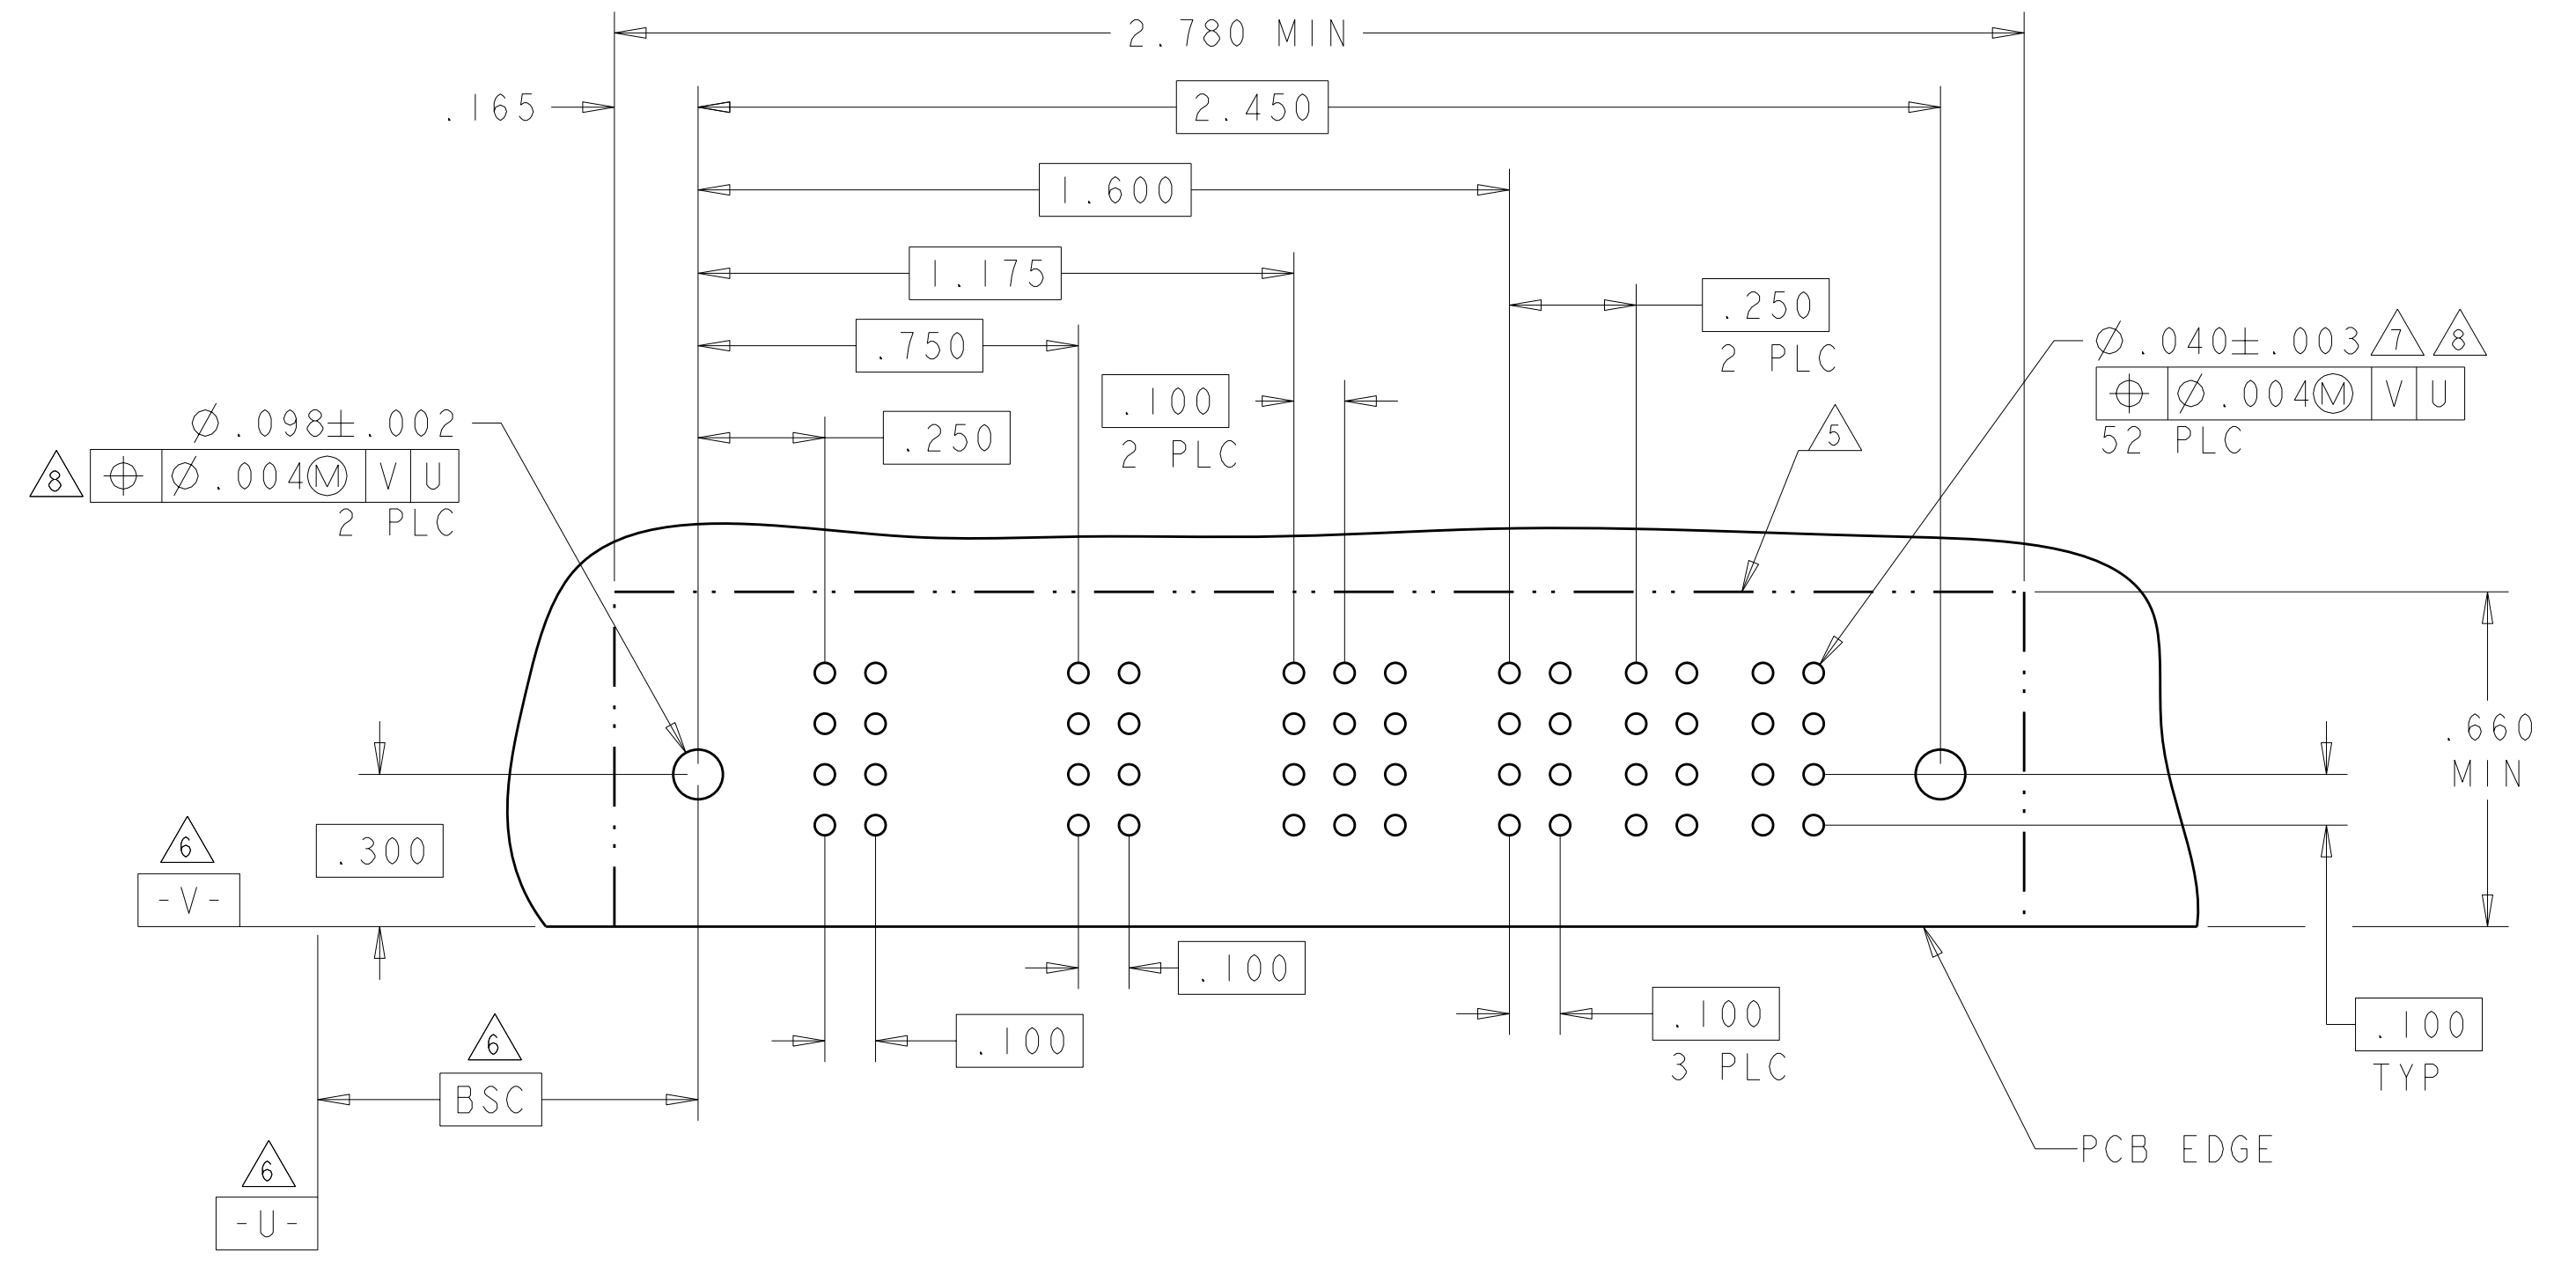 2.780 MIN
.165
2.450
1.600
1.175
.250
2 PLC
.750
Ø.040±.003 7 8
⌖ Ø.004Ⓜ V U
52 PLC
.100
2 PLC
.250
5
Ø.098±.002
8 ⌖ Ø.004Ⓜ V U
2 PLC
.660
MIN
6
-V-
.300
.100
.100
.100
3 PLC
.100
TYP
6
BSC
PCB EDGE
6
-U-